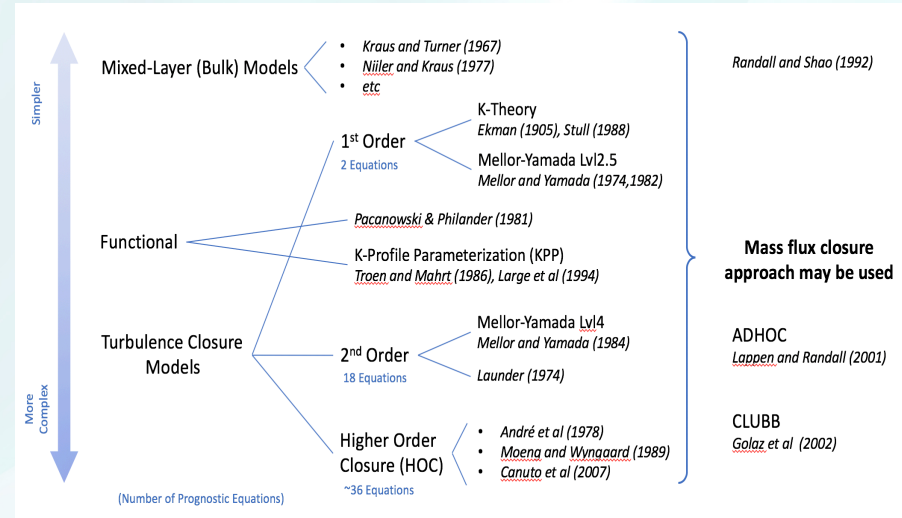 Simpler
More
Complex
Mixed-Layer (Bulk) Models
• Kraus and Turner (1967)
• Niiler and Kraus (1977)
• etc
1st Order
2 Equations
K-Theory
Ekman (1905), Stull (1988)
Mellor-Yamada Lvl2.5
Mellor and Yamada (1974,1982)
Functional
Pacanowski & Philander (1981)
K-Profile Parameterization (KPP)
Troen and Mahrt (1986), Large et al (1994)
Turbulence Closure
Models
2nd Order
18 Equations
Mellor-Yamada Lvl4
Mellor and Yamada (1984)
Launder (1974)
Higher Order
Closure (HOC)
~36 Equations
• André et al (1978)
• Moeng and Wyngaard (1989)
• Canuto et al (2007)
(Number of Prognostic Equations)
Randall and Shao (1992)
Mass flux closure
approach may be used
ADHOC
Lappen and Randall (2001)
CLUBB
Golaz et al (2002)